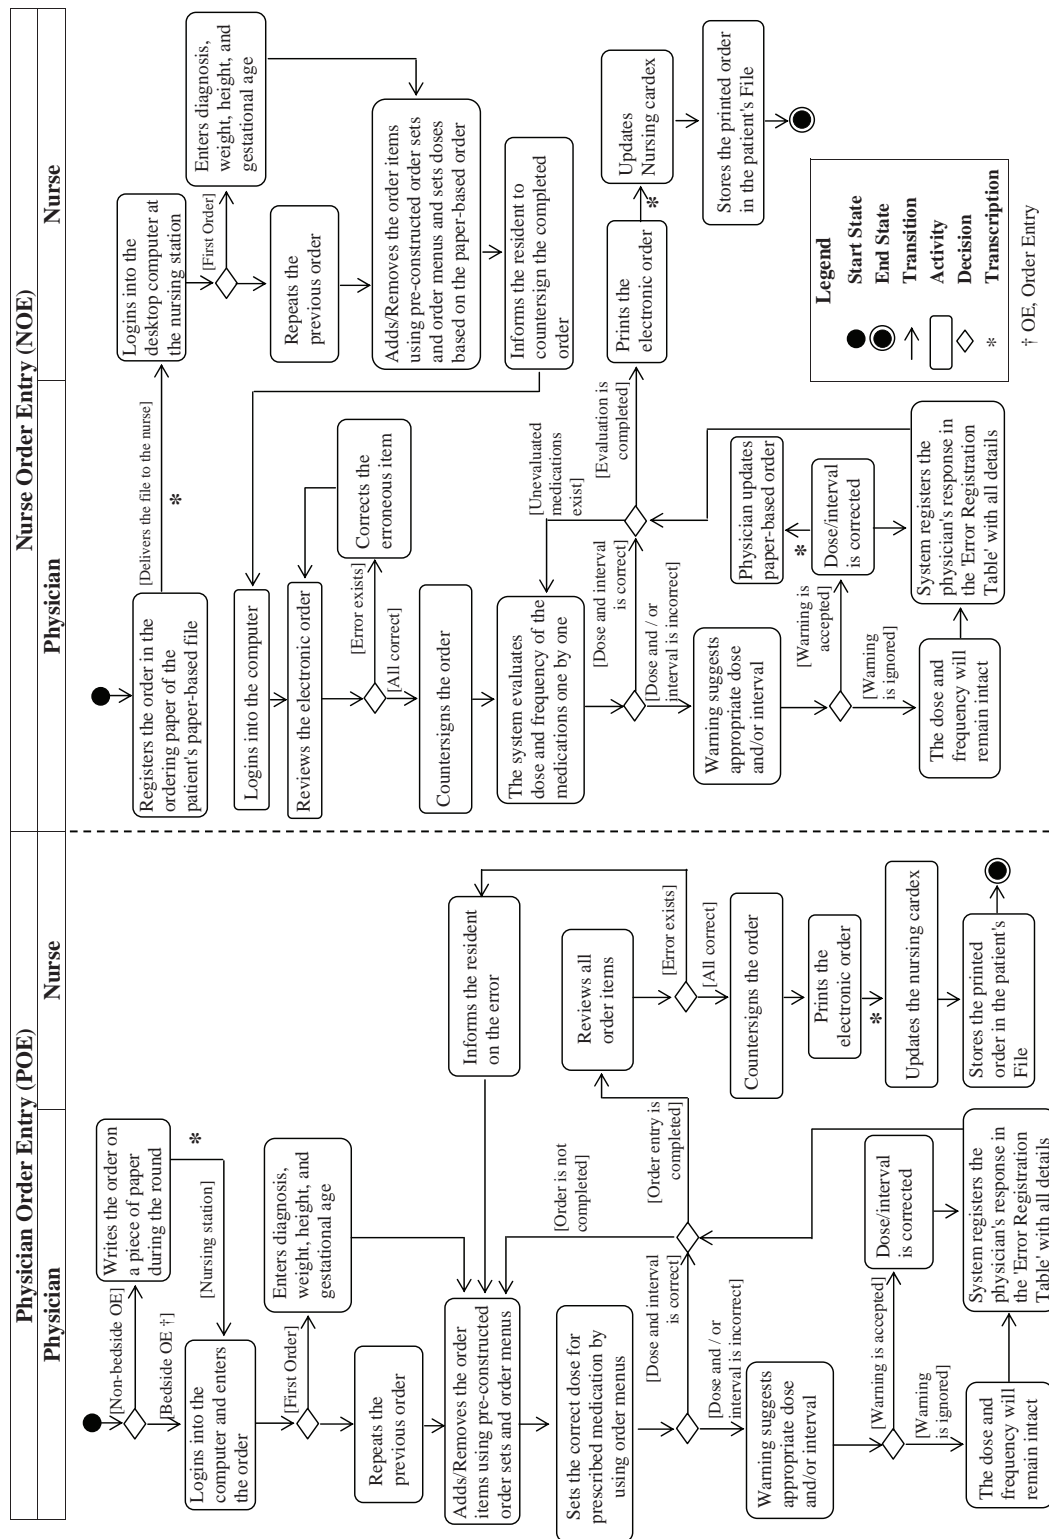 Physician Order Entry (POE)
Nurse Order Entry (NOE)
Physician
Nurse
Physician
Nurse
[Non-bedside OE]
Writes the order on
a piece of paper
during the round
[Bedside OE †]
*
[Nursing station]
Logins into the
computer and enters
the order
[First Order]
Enters diagnosis,
weight, height, and
gestational age
Repeats the
previous order
Adds/Removes the order
items using pre-constructed
order sets and order menus
Informs the resident
on the error
Sets the correct dose for
prescribed medication by
using order menus
[Order is not
completed]
[Dose and interval
is correct]
[Order entry is
completed]
[Dose and / or
interval is incorrect]
Warning suggests
appropriate dose
and/or interval
[Warning is accepted]
Dose/interval
is corrected
[Warning
is ignored]
The dose and
frequency will
remain intact
System registers the
physician's response in
the 'Error Registration
Table' with all details
Reviews all
order items
[Error exists]
[All correct]
Countersigns the order
Prints the
electronic order
*
Updates the nursing cardex
Stores the printed
order in the patient's
File
Registers the order in the
ordering paper of the
patient's paper-based file
[Delivers the file to the nurse]
*
Logins into the
desktop computer at
the nursing station
[First Order]
Enters diagnosis,
weight, height, and
gestational age
Repeats the
previous order
Adds/Removes the order items
using pre-constructed order sets
and order menus and sets doses
based on the paper-based order
Informs the resident to
countersign the completed
order
Logins into the computer
Reviews the electronic order
[Error exists]
Corrects the
erroneous item
[All correct]
Countersigns the order
The system evaluates
dose and frequency of the
medications one by one
[Unevaluated
medications
exist]
[Dose and interval
is correct]
[Evaluation is
completed]
[Dose and / or
interval is incorrect]
Warning suggests
appropriate dose
and/or interval
[Warning is
accepted]
Dose/interval
is corrected
*
Physician updates
paper-based order
[Warning
is ignored]
The dose and
frequency will
remain intact
System registers the
physician's response in
the 'Error Registration
Table' with all details
Prints the
electronic order
*
Updates
Nursing cardex
Stores the printed order
in the patient's File
Legend
Start State
End State
Transition
Activity
Decision
* Transcription
† OE, Order Entry